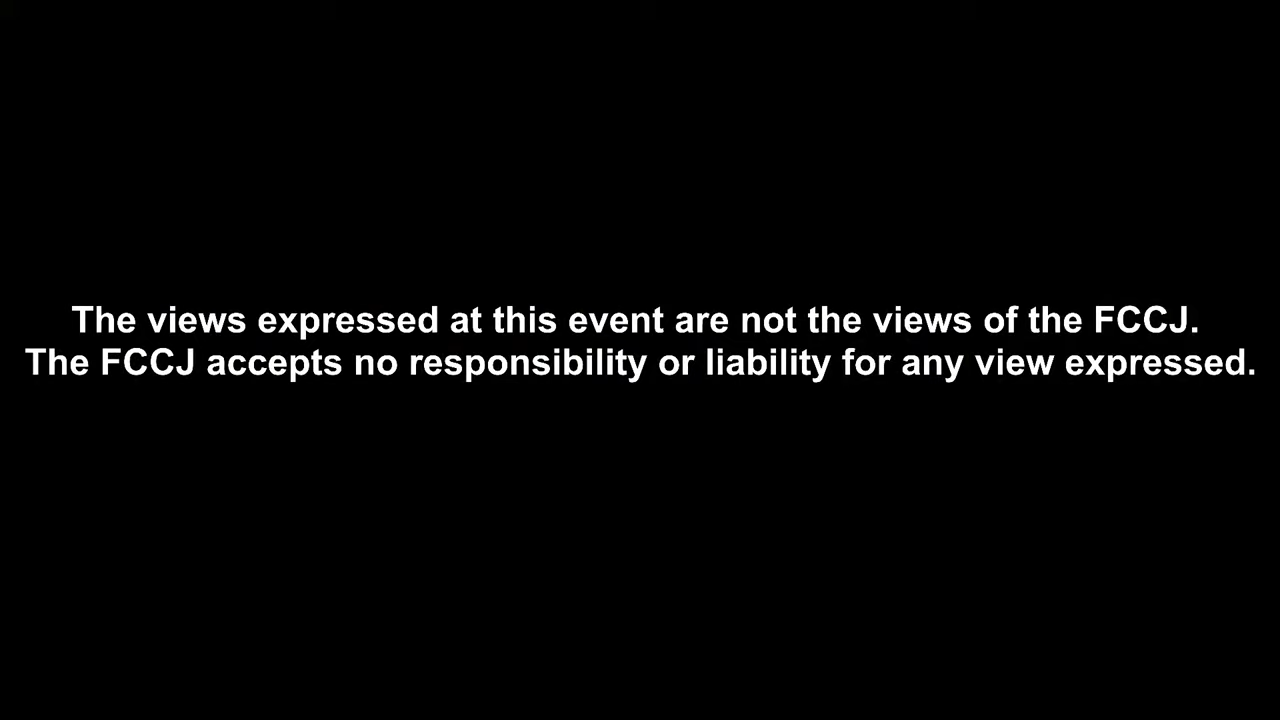 The views expressed at this event are not the views of the FCCJ.
The FCCJ accepts no responsibility or liability for any view expressed.